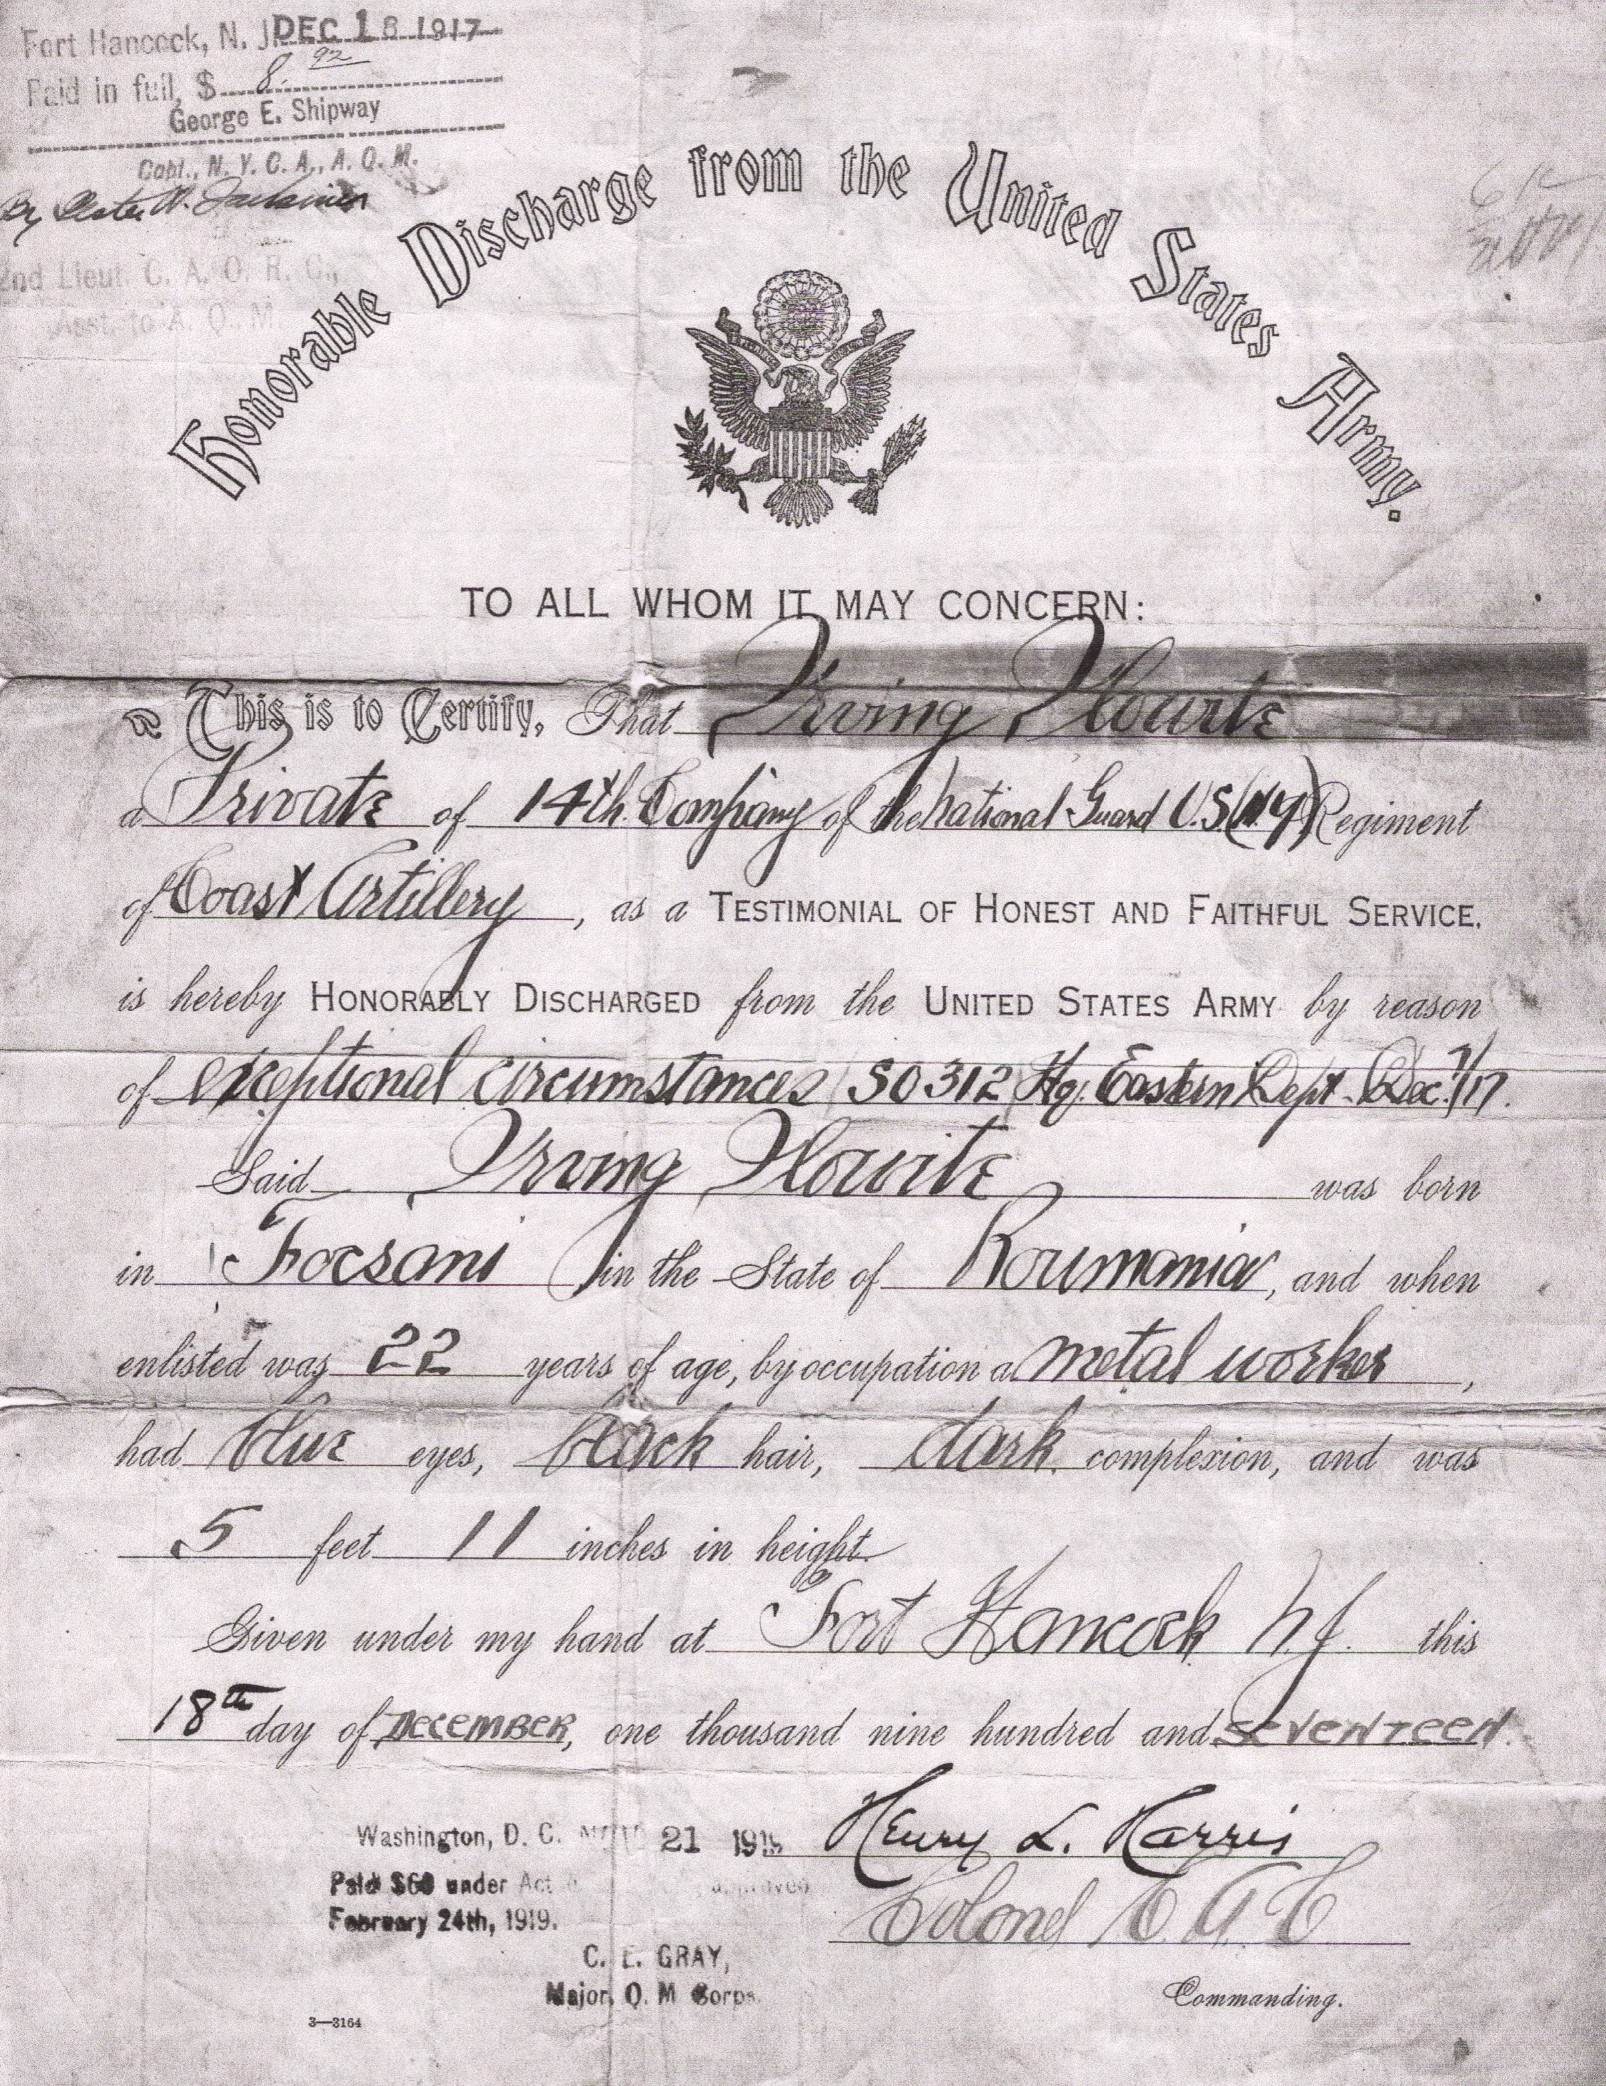 Fort Hancock, N. J. DEC 18 1917
Paid in full, $ 8.92
George E. Shipway
Capt., N. Y. C. A., A. Q. M.
By
2nd Lieut. C. A. O. R. C.,
Asst. to A. Q. M.
Honorable Discharge from the United States Army.
TO ALL WHOM IT MAY CONCERN:
This is to Certify, That Irving Howite
a Private of 14th Company of the National Guard U.S. (N.Y) Regiment
of Coast Artillery, as a TESTIMONIAL OF HONEST AND FAITHFUL SERVICE,
is hereby HONORABLY DISCHARGED from the UNITED STATES ARMY by reason
of exceptional circumstances SO 312 Hq. Eastern Dept. Dec. 7/17.
Said Irving Howite was born
in Focsani in the State of Roumania, and when
enlisted was 22 years of age, by occupation a metal worker,
had blue eyes, black hair, dark complexion, and was
5 feet 11 inches in height.
Given under my hand at Fort Hancock N.J. this
18th day of DECEMBER, one thousand nine hundred and SEVENTEEN.
Henry L. Harris
Colonel C. A. C
Commanding.
Washington, D. C. 21 1919
Paid $60 under Act approved
February 24th, 1919.
C. E. GRAY,
Major, Q. M Corps.
3—3164